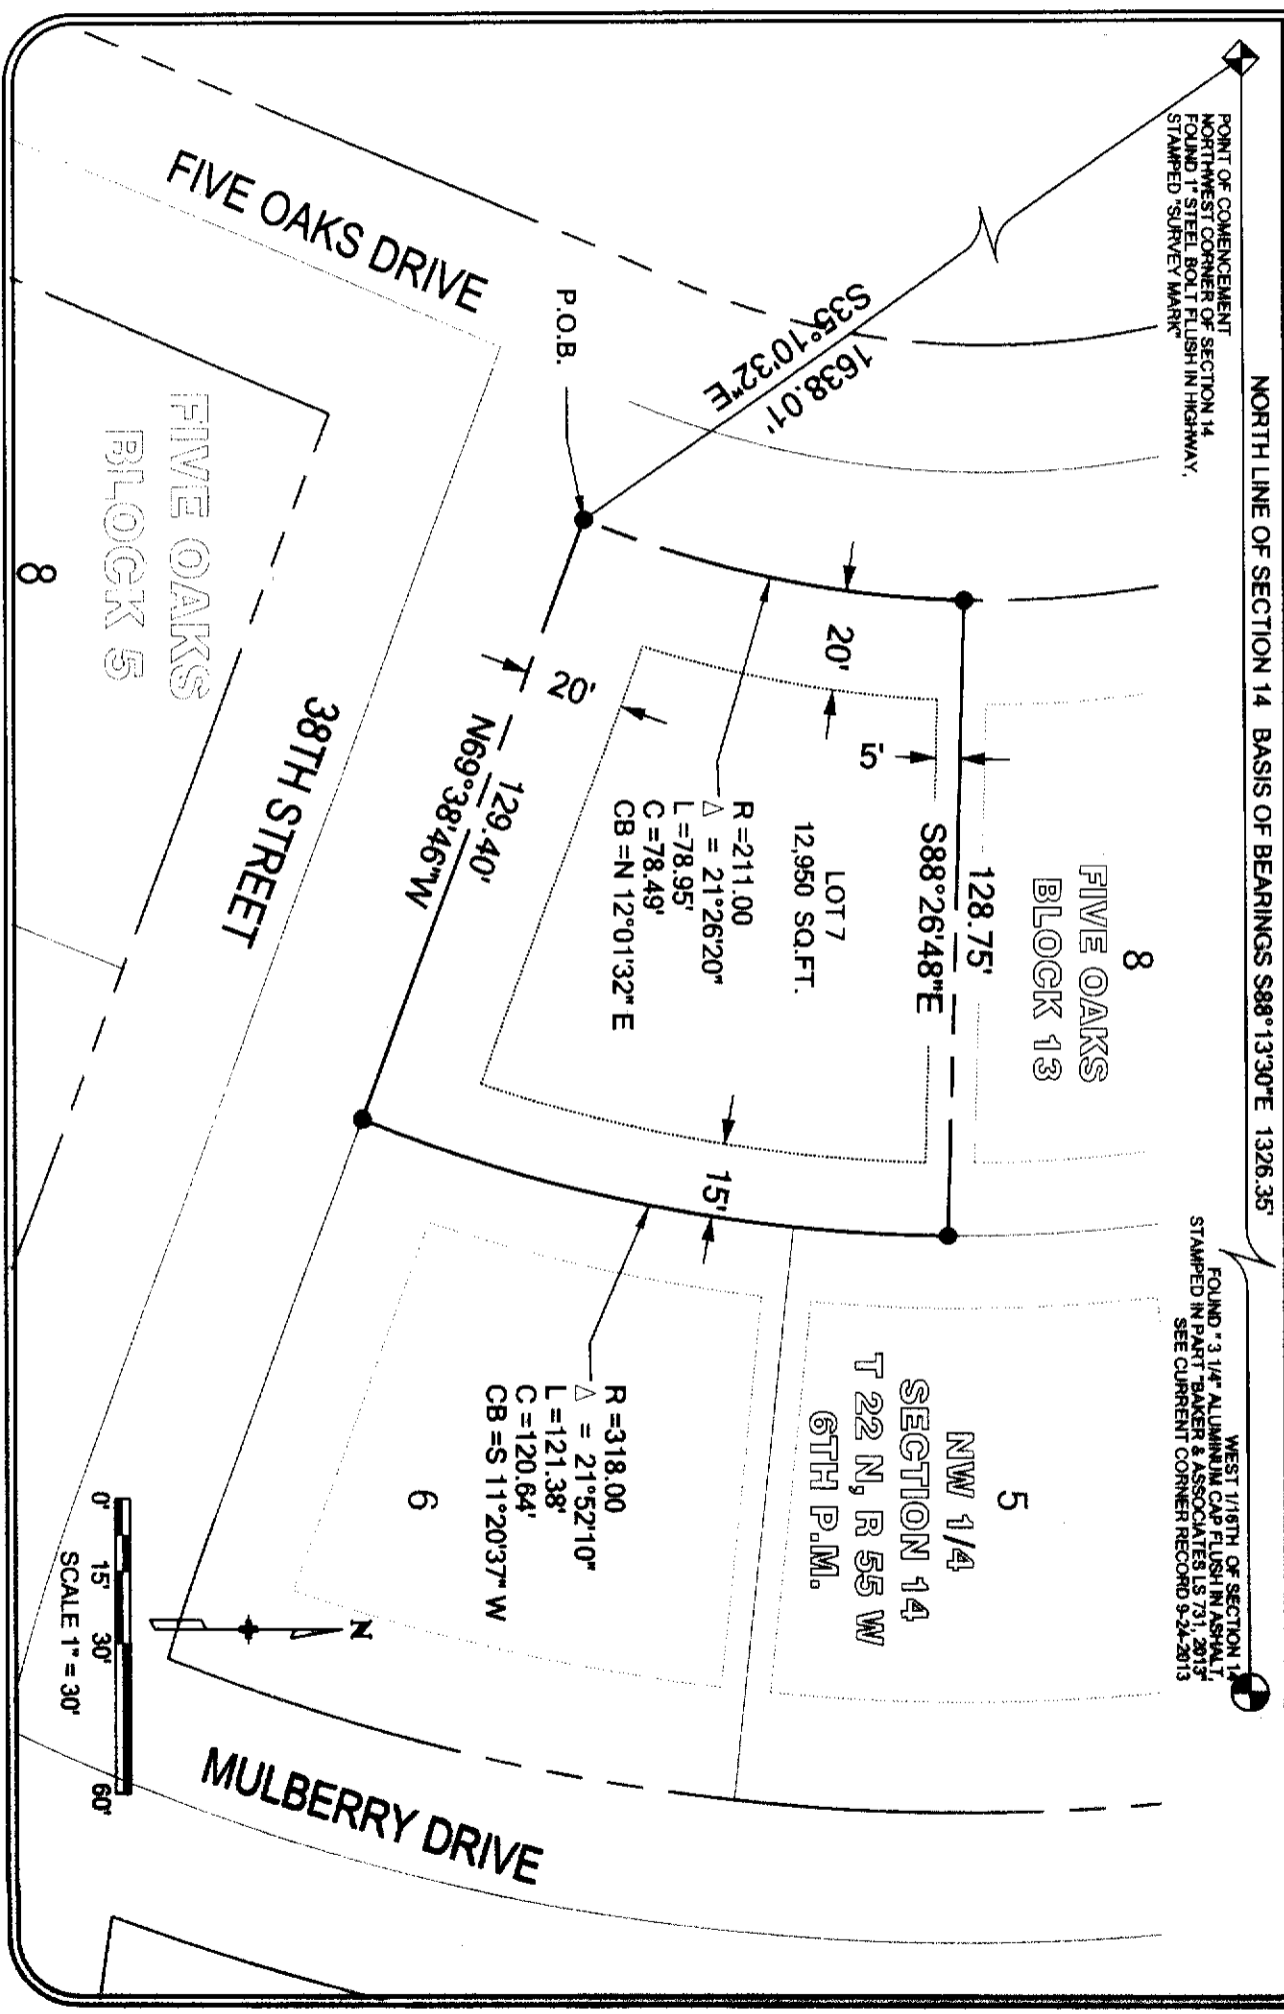 NORTH LINE OF SECTION 14 BASIS OF BEARINGS S88°13'30"E 1326.35'
POINT OF COMENCEMENT
NORTHWEST CORNER OF SECTION 14
FOUND 1" STEEL BOLT FLUSH IN HIGHWAY,
STAMPED "SURVEY MARK"
WEST 1/16TH OF SECTION 14
FOUND "3 1/4" ALUMINUM CAP FLUSH IN ASHALT,
STAMPED IN PART "BAKER & ASSOCIATES LS 731, 2013"
SEE CURRENT CORNER RECORD 9-24-2013
1638.01'
S35°10'32"E
8
FIVE OAKS
BLOCK 13
128.75'
S88°26'48"E
5'
20'
LOT 7
12,950 SQ.FT.
R =211.00
Δ = 21°26'20"
L =78.95'
C =78.49'
CB =N 12°01'32" E
5
NW 1/4
SECTION 14
T 22 N, R 55 W
6TH P.M.
15'
P.O.B.
20'
129.40'
N69°38'46"W
R =318.00
Δ = 21°52'10"
L =121.38'
C =120.64'
CB =S 11°20'37" W
6
FIVE OAKS DRIVE
38TH STREET
MULBERRY DRIVE
FIVE OAKS
BLOCK 5
8
N
0' 15' 30' 60'
SCALE 1" = 30'